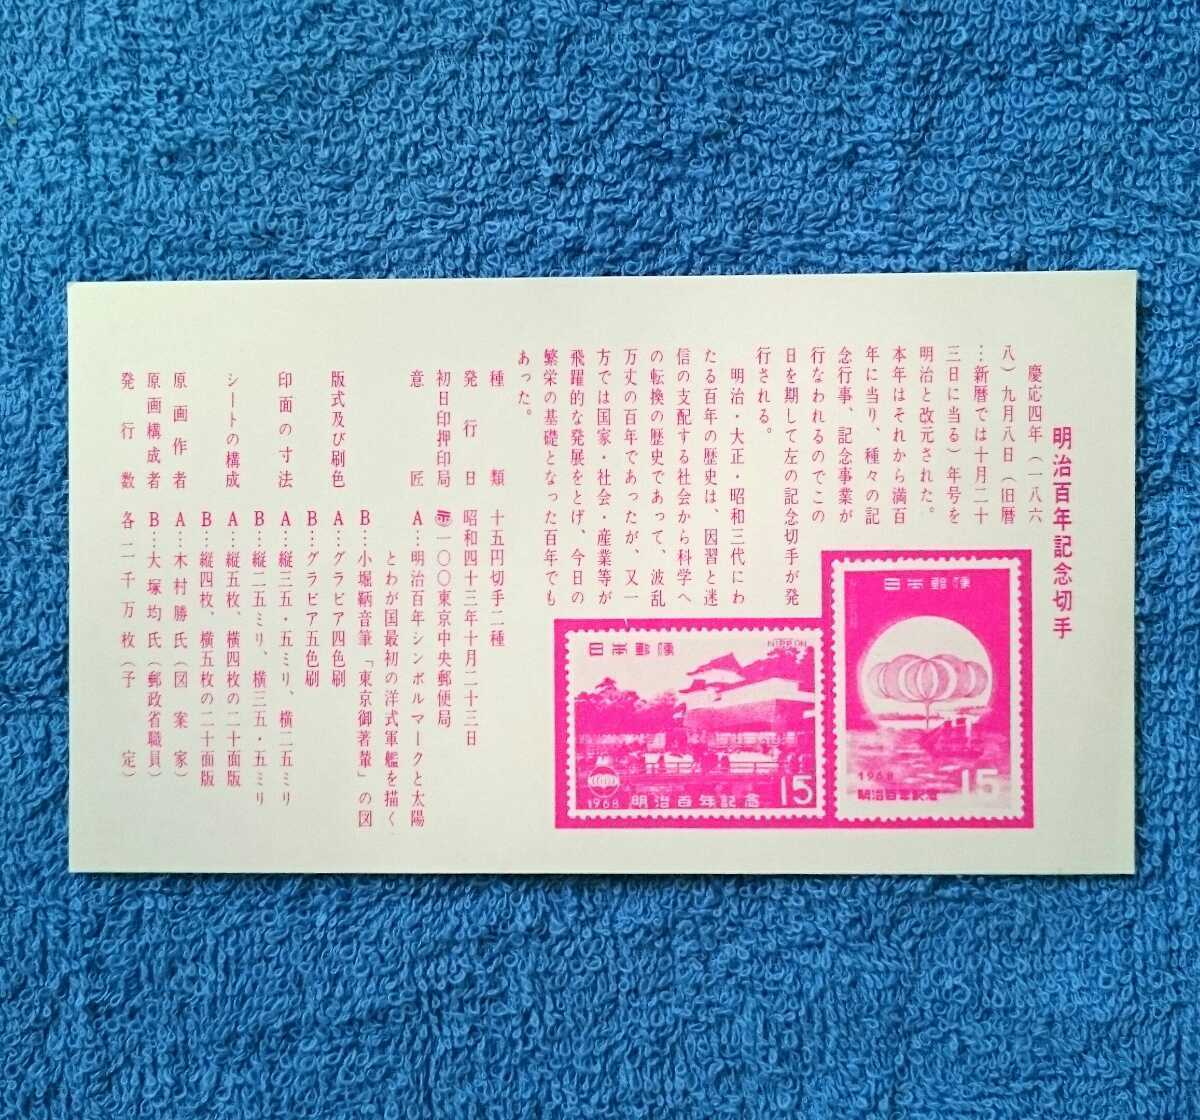 明治百年記念切手
慶応四年(一八六
八)九月八日(旧暦
…新暦では十月二十
三日に当る)年号を
明治と改元された。
本年はそれから満百
年に当り、種々の記
念行事、記念事業が
行なわれるのでこの
日を期して左の記念切手が発
行される。
明治・大正・昭和三代にわ
たる百年の歴史は、因習と迷
信の支配する社会から科学へ
の転換の歴史であって、波乱
万丈の百年であったが、又一
方では国家・社会・産業等が
飛躍的な発展をとげ、今日の
繁栄の基礎となった百年でも
あった。
種類 十五円切手二種
発行日 昭和四十三年十月二十三日
初日印押印局 〶一〇〇東京中央郵便局
意匠 A…明治百年シンボルマークと太陽
とわが国最初の洋式軍艦を描く.
B…小堀鞆音筆「東京御著輦」の図
版式及び刷色 A…グラビア四色刷
B…グラビア五色刷
印面の寸法 A…縦三五・五ミリ、横二五ミリ
B…縦二五ミリ、横三五・五ミリ
シートの構成 A…縦五枚、横四枚の二十面版
B…縦四枚、横五枚の二十面版
原画作者 A…木村勝氏(図案家)
原画構成者 B…大塚均氏(郵政省職員)
発行数 各二千万枚(予定)
日本郵便
1968
明治百年記念
15
日本郵便
NIPPON
1968
明治百年記念
15